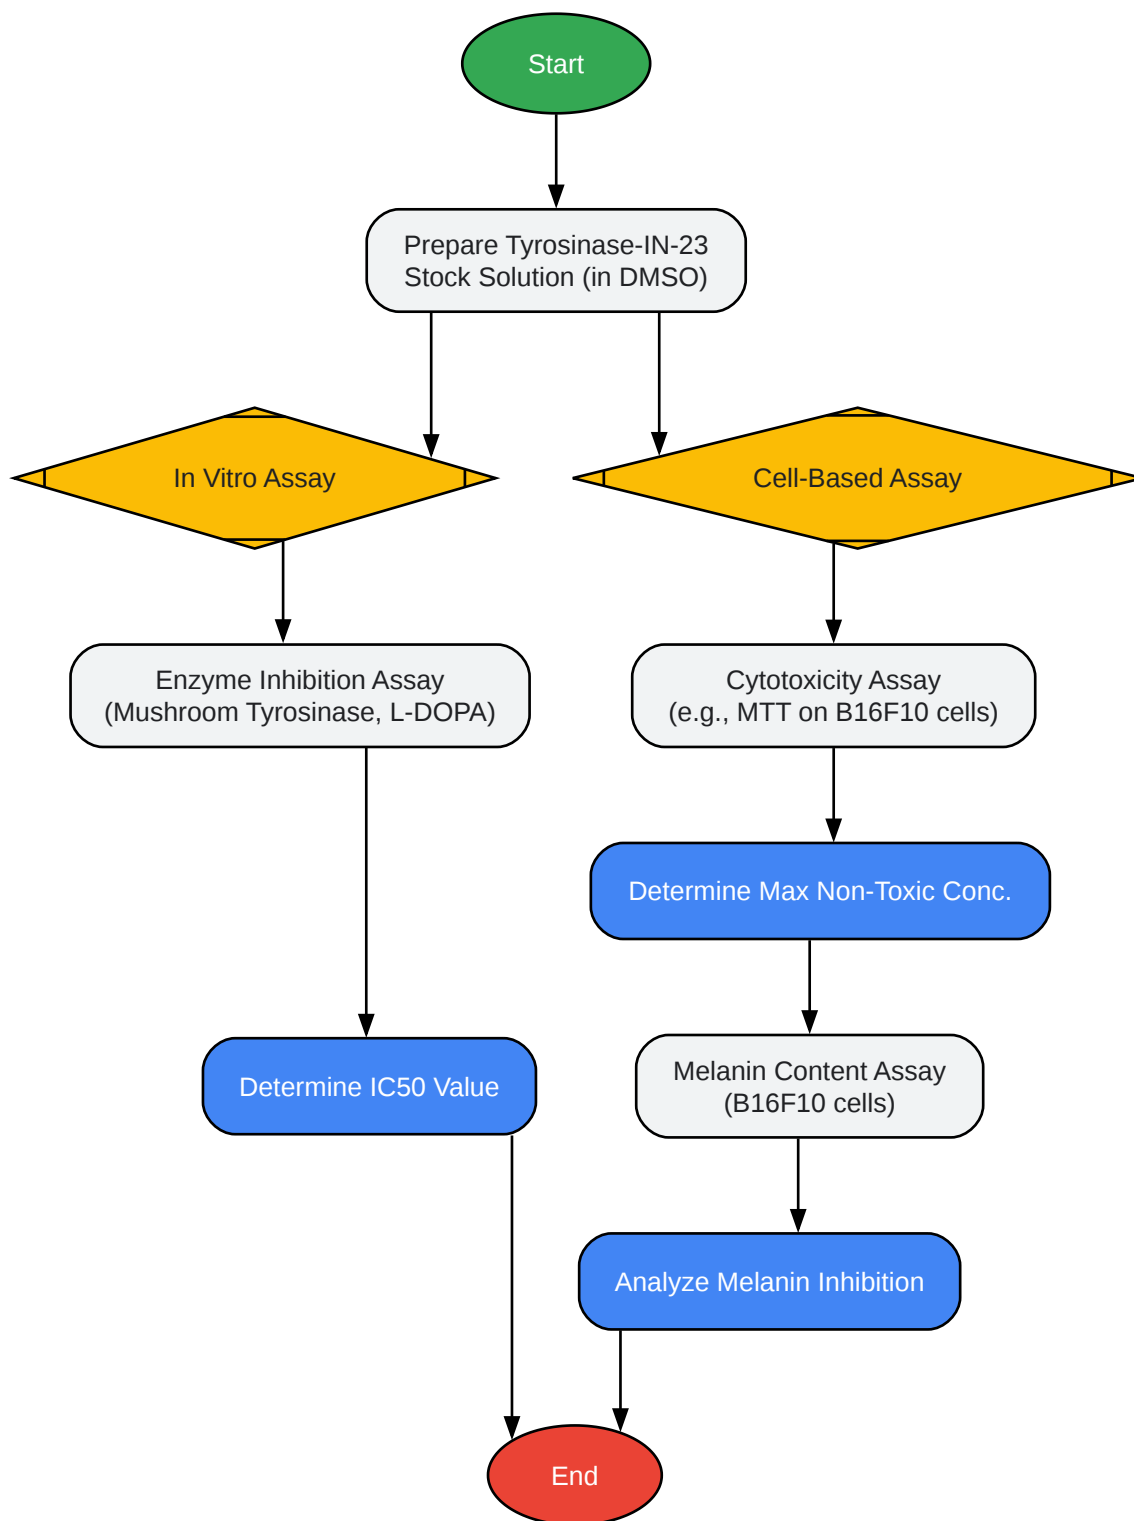 Start
Prepare Tyrosinase-IN-23
Stock Solution (in DMSO)
In Vitro Assay
Cell-Based Assay
Enzyme Inhibition Assay
(Mushroom Tyrosinase, L-DOPA)
Cytotoxicity Assay
(e.g., MTT on B16F10 cells)
Determine Max Non-Toxic Conc.
Determine IC50 Value
Melanin Content Assay
(B16F10 cells)
Analyze Melanin Inhibition
End